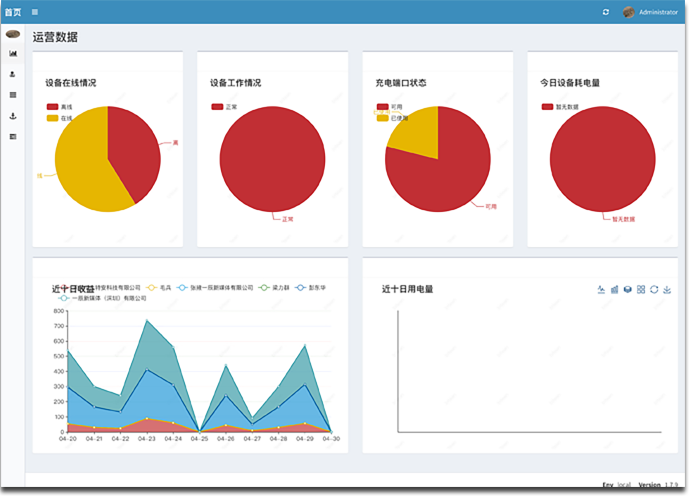 首页
Administrator
运营数据
设备在线情况
离线
在线
离
线
设备工作情况
正常
正常
充电端口状态
可用
已使用
可用
今日设备耗电量
暂无数据
暂无数据
近十日收益
特安科技有限公司
毛兵
张緁一辰新媒体有限公司
梁力群
彭东华
一辰新媒体(深圳)有限公司
800
700
600
500
400
300
200
100
0
04-20
04-21
04-22
04-23
04-24
04-25
04-26
04-27
04-28
04-29
04-30
近十日用电量
Env local Version 1.7.9